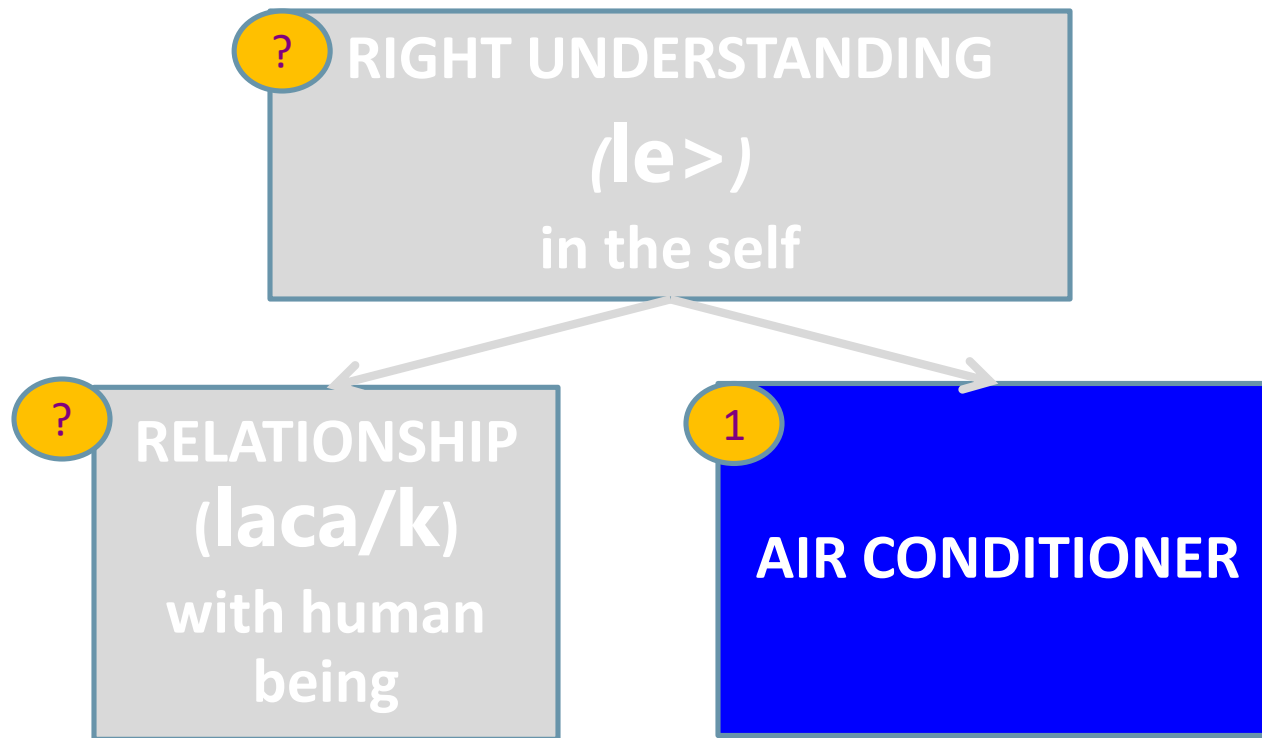 ?
RIGHT UNDERSTANDING
(le>)
in the self
?
RELATIONSHIP
(laca/k)
with human
being
1
AIR CONDITIONER